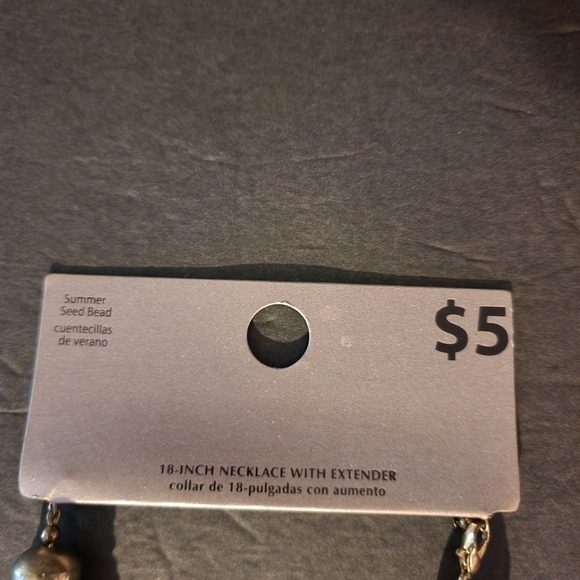 Summer
Seed Bead
cuentecillas
de verano
$5
18-INCH NECKLACE WITH EXTENDER
collar de 18-pulgadas con aumento